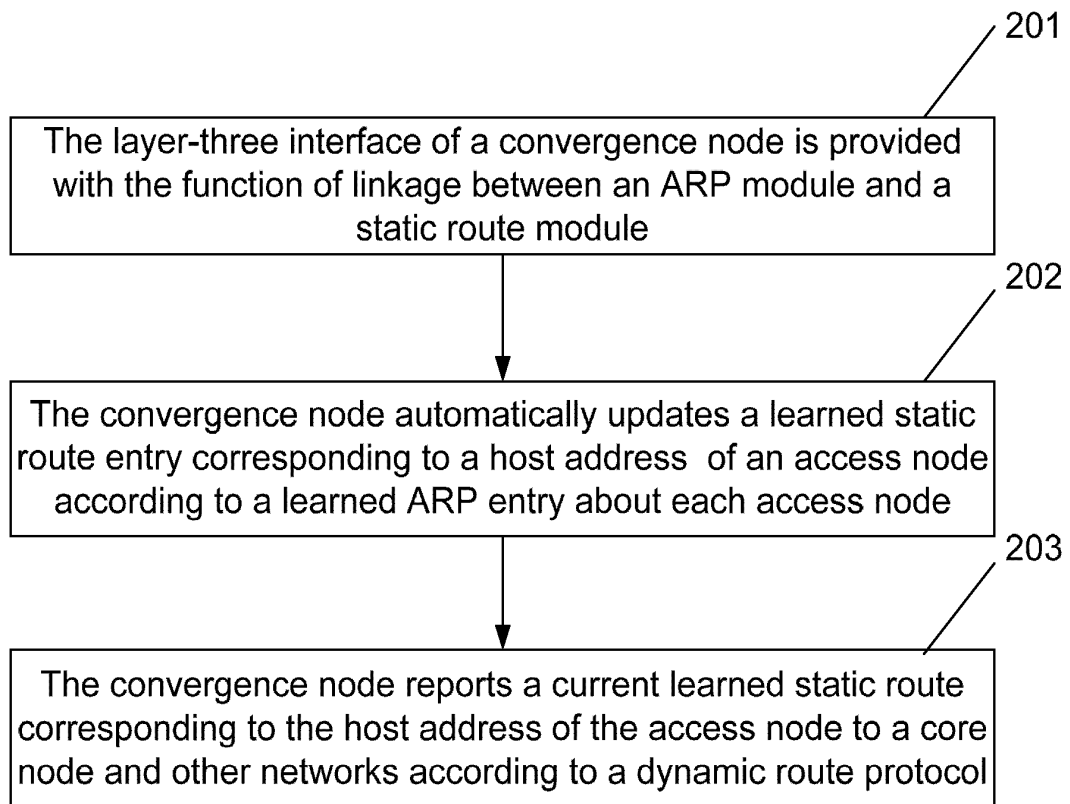 201
The layer-three interface of a convergence node is provided
with the function of linkage between an ARP module and a
static route module
202
The convergence node automatically updates a learned static
route entry corresponding to a host address of an access node
according to a learned ARP entry about each access node
203
The convergence node reports a current learned static route
corresponding to the host address of the access node to a core
node and other networks according to a dynamic route protocol